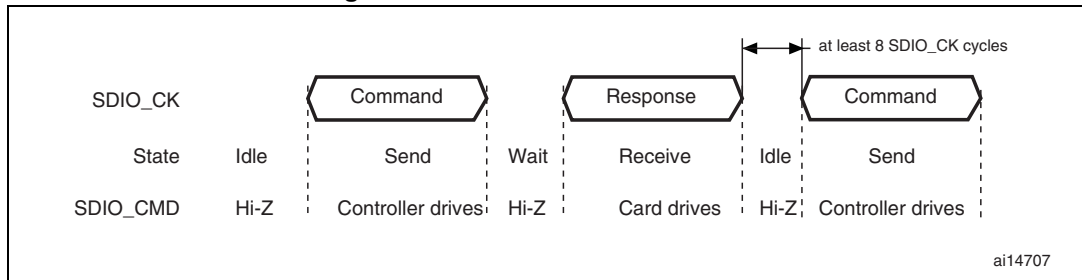 at least 8 SDIO_CK cycles
SDIO_CK Command Response Command
State Idle Send Wait Receive Idle Send
SDIO_CMD Hi-Z Controller drives Hi-Z Card drives Hi-Z Controller drives
ai14707